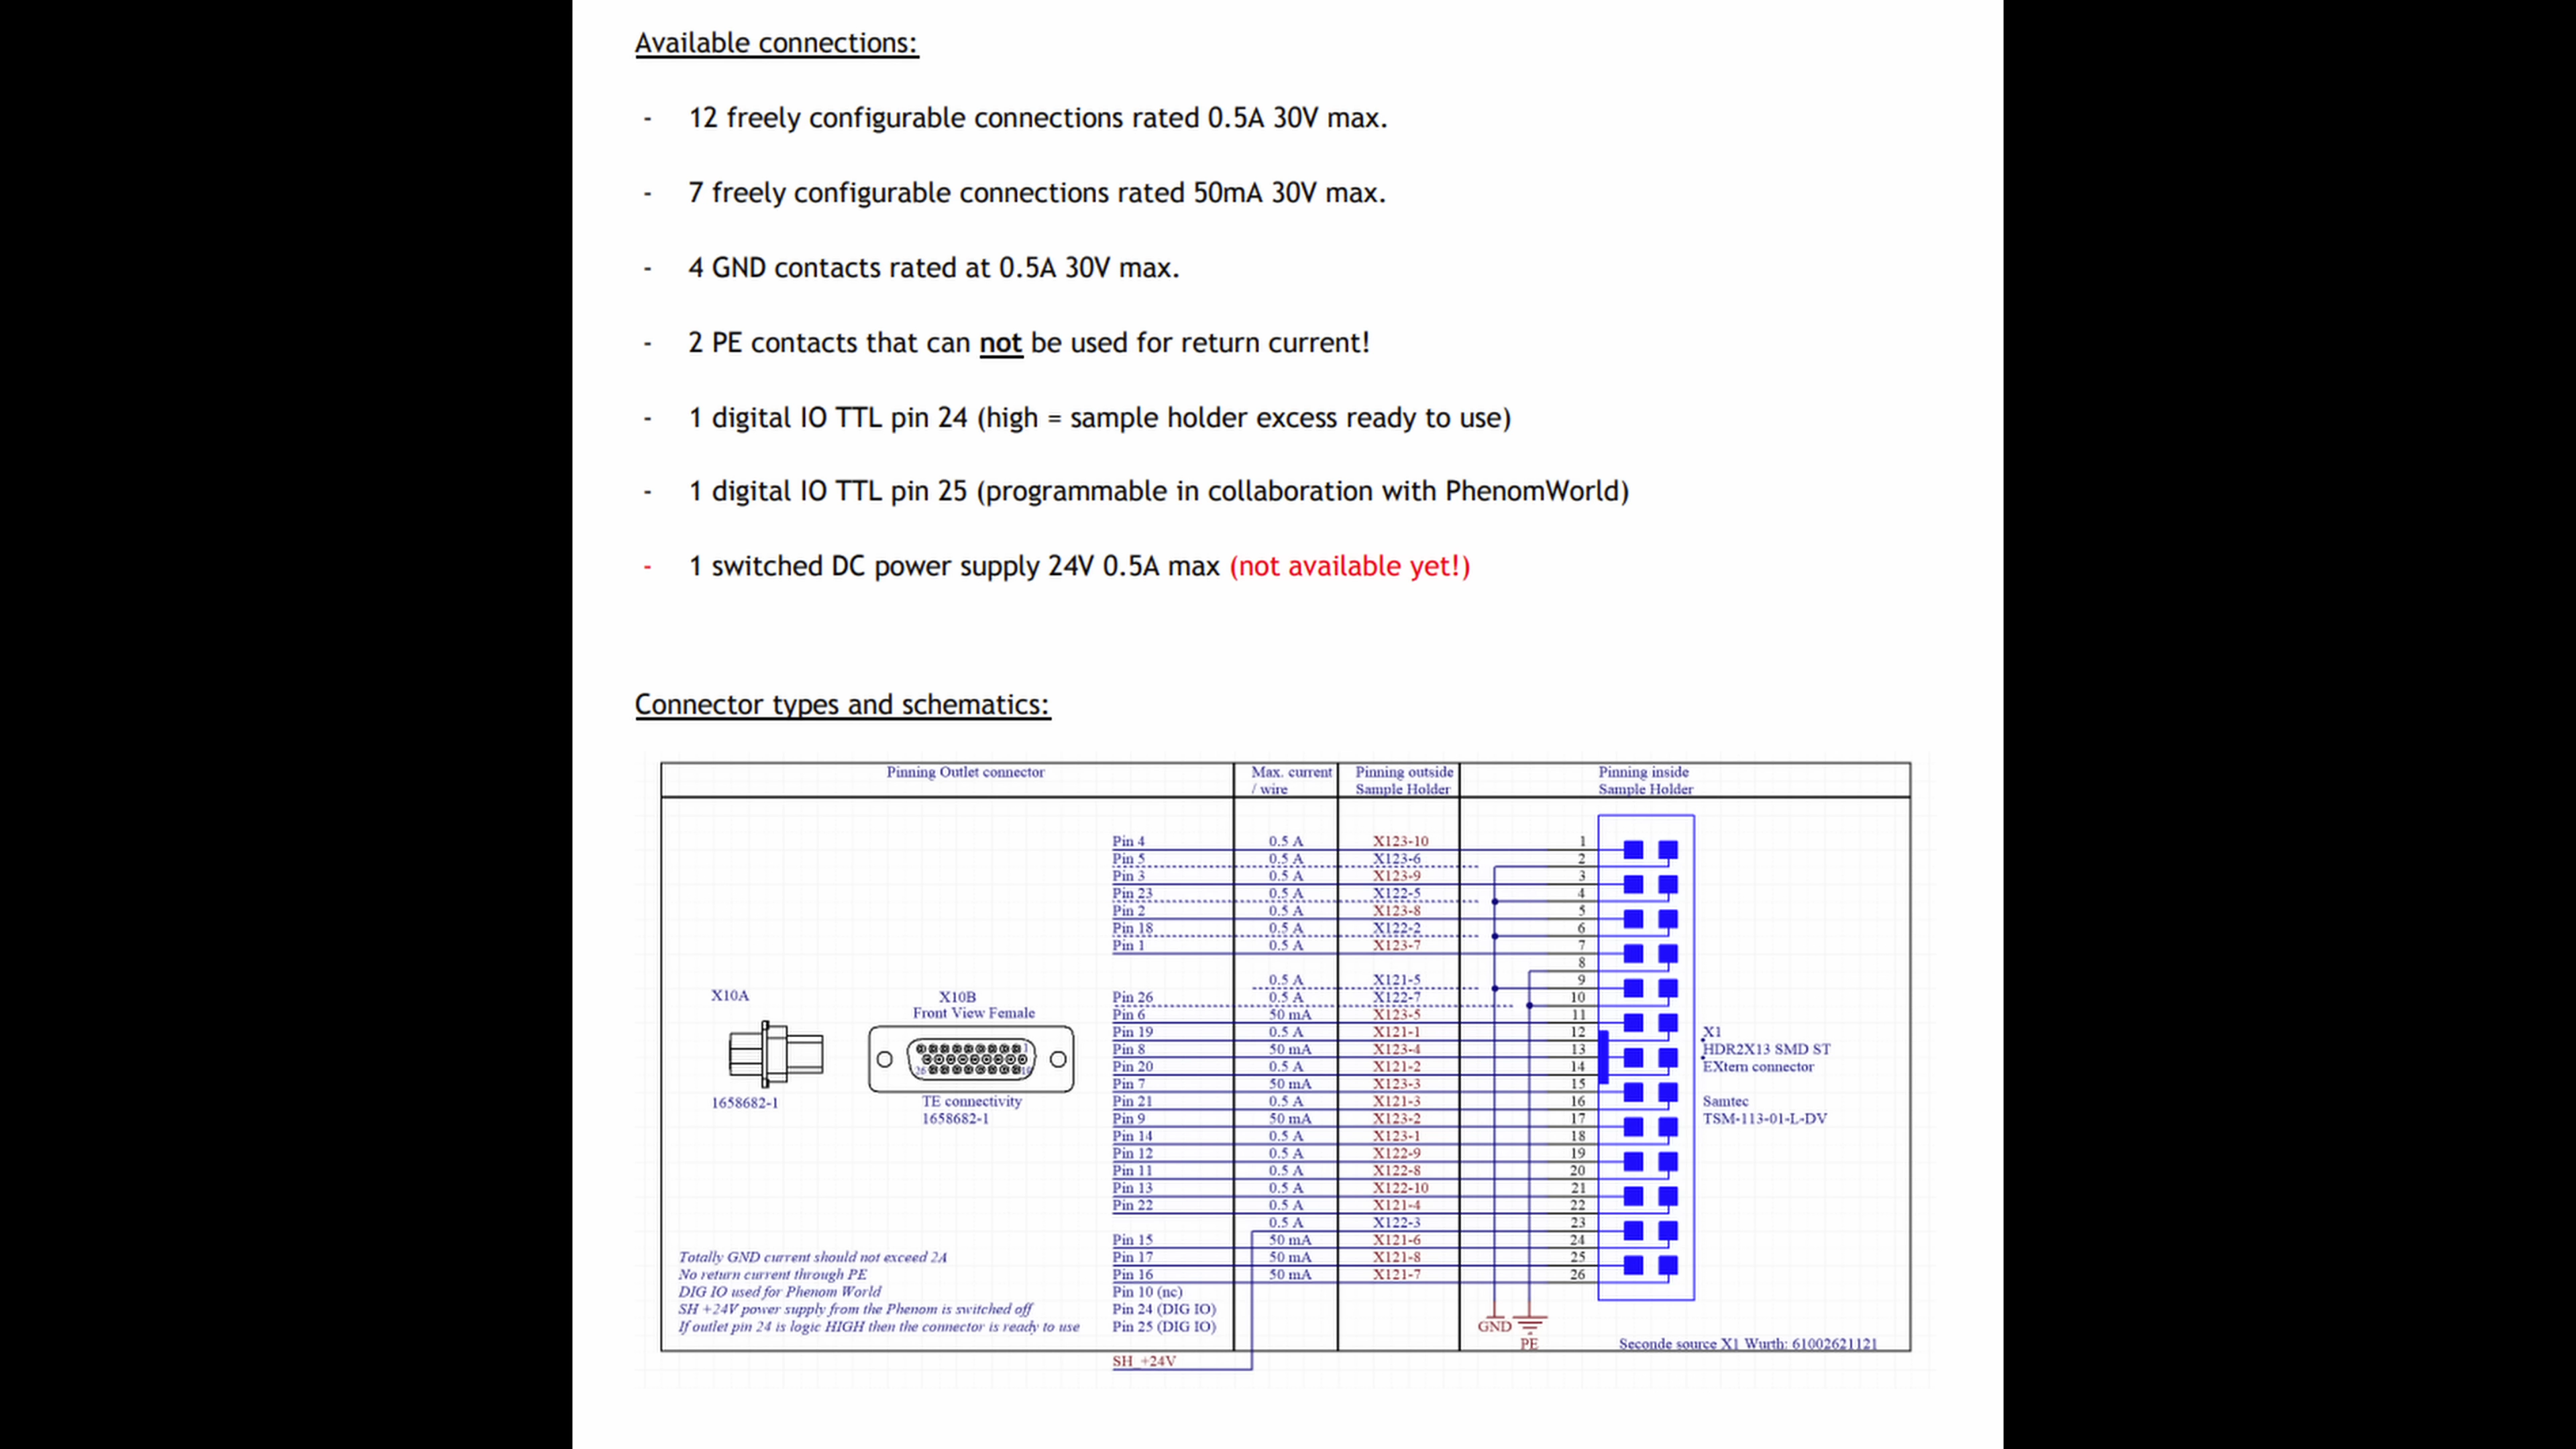 Available connections:
- 12 freely configurable connections rated 0.5A 30V max.
- 7 freely configurable connections rated 50mA 30V max.
- 4 GND contacts rated at 0.5A 30V max.
- 2 PE contacts that can not be used for return current!
- 1 digital IO TTL pin 24 (high = sample holder excess ready to use)
- 1 digital IO TTL pin 25 (programmable in collaboration with PhenomWorld)
- 1 switched DC power supply 24V 0.5A max (not available yet!)
Connector types and schematics:
Pinning Outlet connector Max. current / wire Pinning outside Sample Holder Pinning inside Sample Holder
Pin 4 0.5 A X123-10 1
Pin 5 0.5 A X123-6 2
Pin 3 0.5 A X123-9 3
Pin 23 0.5 A X122-5 4
Pin 2 0.5 A X123-8 5
Pin 18 0.5 A X122-2 6
Pin 1 0.5 A X123-7 7
8
0.5 A X121-5 9
Pin 26 0.5 A X122-7 10
Pin 6 50 mA X123-5 11
Pin 19 0.5 A X121-1 12
Pin 8 50 mA X123-4 13
Pin 20 0.5 A X121-2 14
Pin 7 50 mA X123-3 15
Pin 21 0.5 A X121-3 16
Pin 9 50 mA X123-2 17
Pin 14 0.5 A X123-1 18
Pin 12 0.5 A X122-9 19
Pin 11 0.5 A X122-8 20
Pin 13 0.5 A X122-10 21
Pin 22 0.5 A X121-4 22
0.5 A X122-3 23
Pin 15 50 mA X121-6 24
Pin 17 50 mA X121-8 25
Pin 16 50 mA X121-7 26
Pin 10 (nc)
Pin 24 (DIG IO)
Pin 25 (DIG IO)
SH +24V
X10A
1658682-1
X10B
Front View Female
1
26
TE connectivity
1658682-1
X1
HDR2X13 SMD ST
EXtern connector
Samtec
TSM-113-01-L-DV
Totally GND current should not exceed 2A
No return current through PE
DIG IO used for Phenom World
SH +24V power supply from the Phenom is switched off
If outlet pin 24 is logic HIGH then the connector is ready to use
GND
PE
Seconde source X1 Wurth: 61002621121